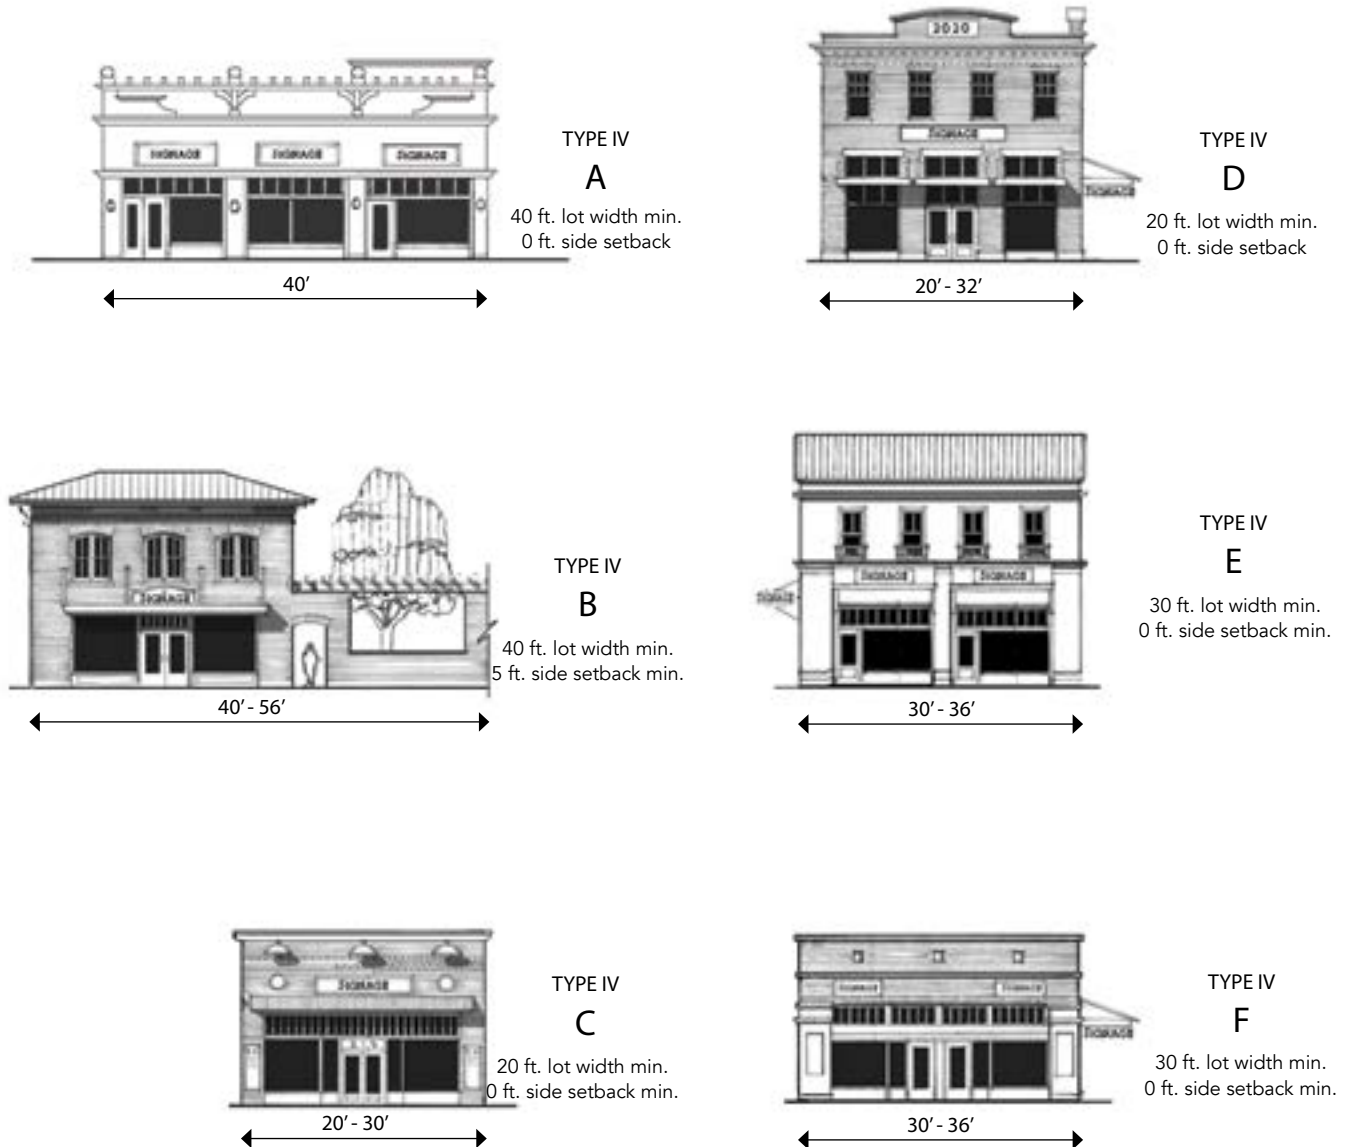 SIGNAGE
SIGNAGE
SIGNAGE
TYPE IV
A
40 ft. lot width min.
0 ft. side setback
40'
2020
SIGNAGE
SIGNAGE
TYPE IV
D
20 ft. lot width min.
0 ft. side setback
20' - 32'
SIGNAGE
TYPE IV
B
40 ft. lot width min.
5 ft. side setback min.
40' - 56'
SIGNAGE
SIGNAGE
SIGNAGE
TYPE IV
E
30 ft. lot width min.
0 ft. side setback min.
30' - 36'
SIGNAGE
TYPE IV
C
20 ft. lot width min.
0 ft. side setback min.
20' - 30'
SIGNAGE
SIGNAGE
SIGNAGE
TYPE IV
F
30 ft. lot width min.
0 ft. side setback min.
30' - 36'